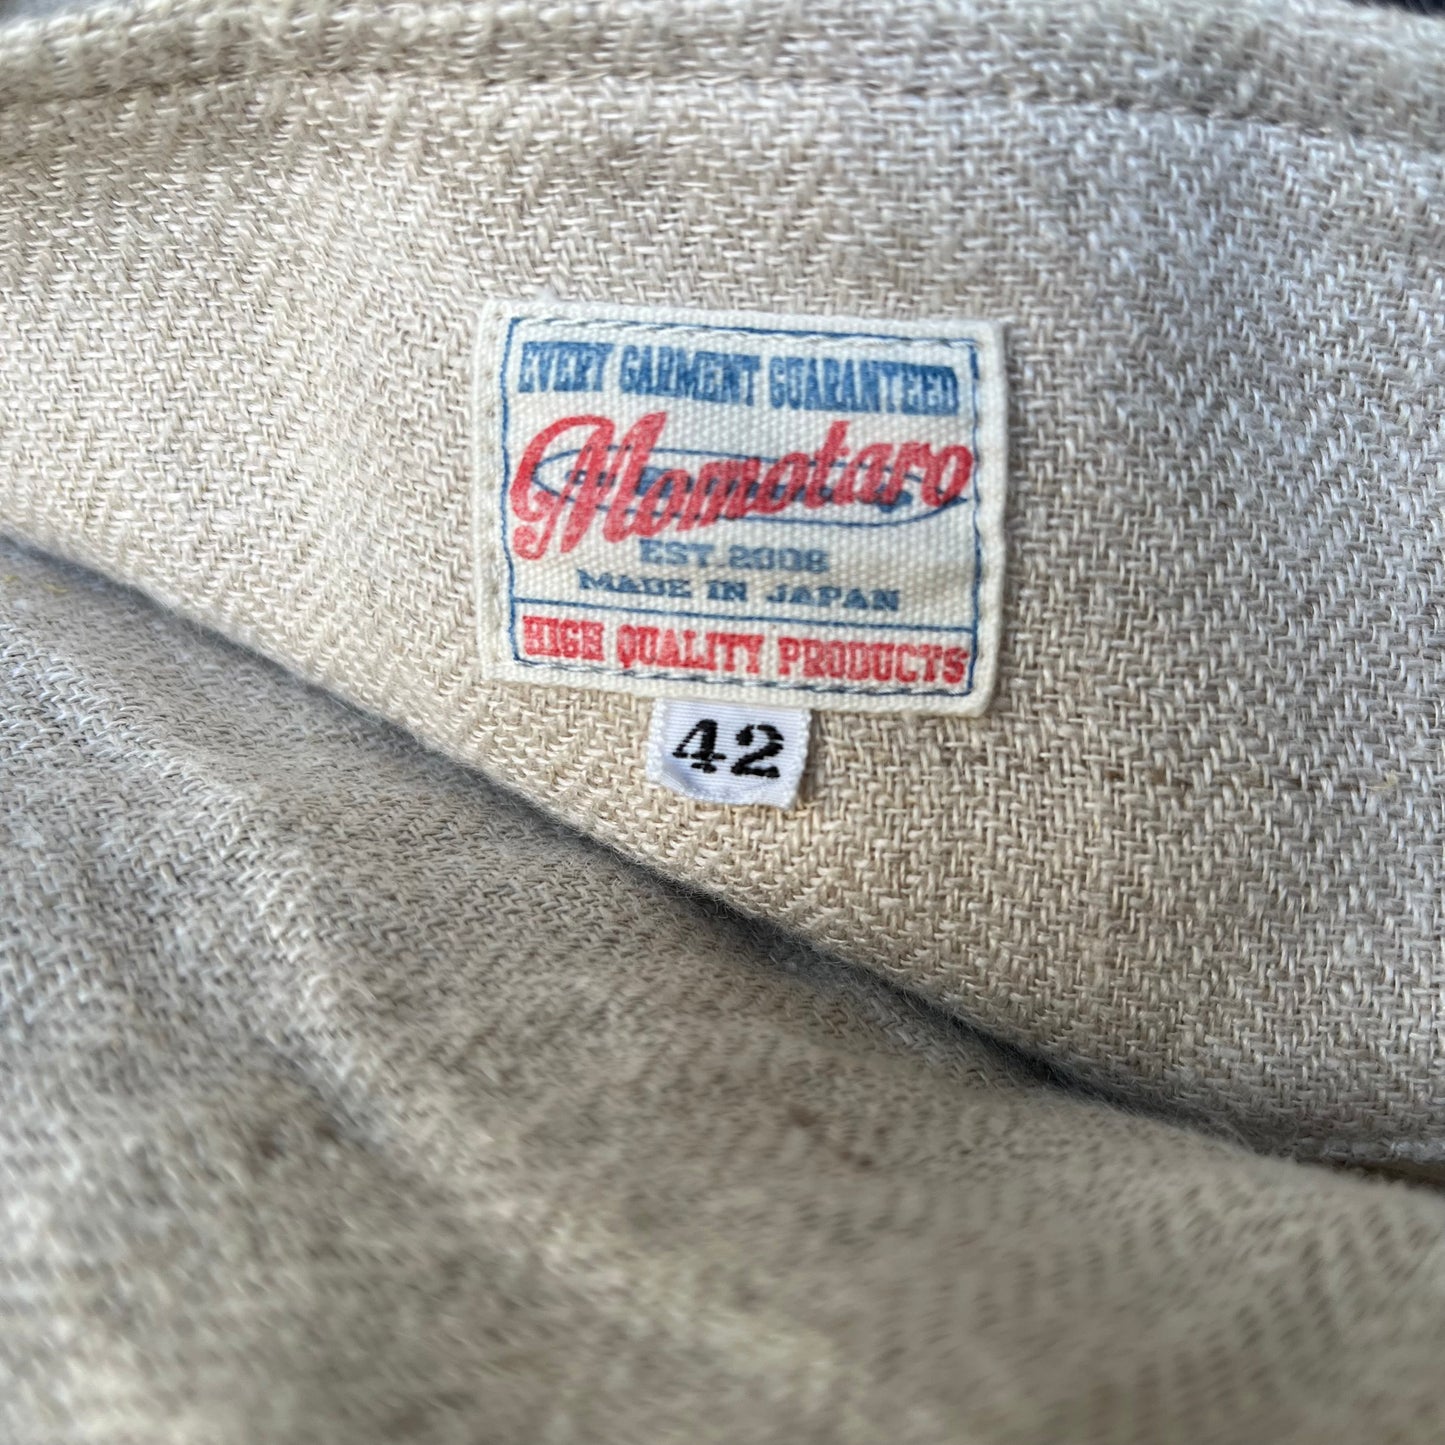 EVERY GARMENT GUARANTEED
Momotaro
EST.2006
MADE IN JAPAN
HIGH QUALITY PRODUCTS
42